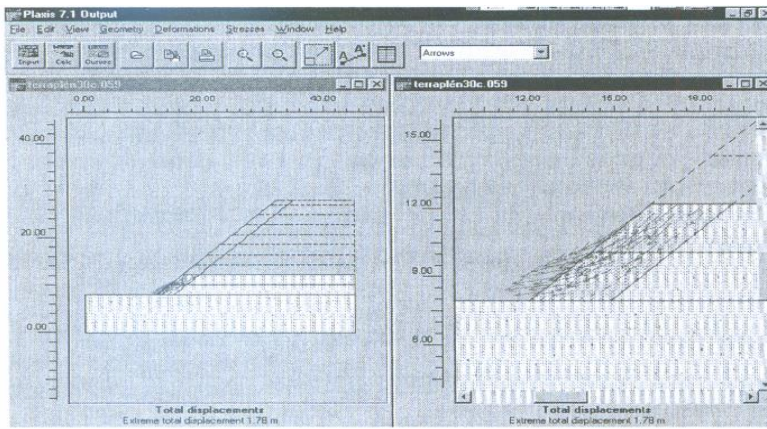 Plaxis 7.1 Output
File Edit View Geometry Deformations Stresses Window Help
Input Calc Curves Arrows
terraplén30c.059
0.00 20.00 40.00
40.00
20.00
0.00
Total displacements
Extreme total displacement 1.78 m
terraplén30c.059
12.00 15.00 18.00
15.00
12.00
9.00
6.00
Total displacements
Extreme total displacement 1.78 m